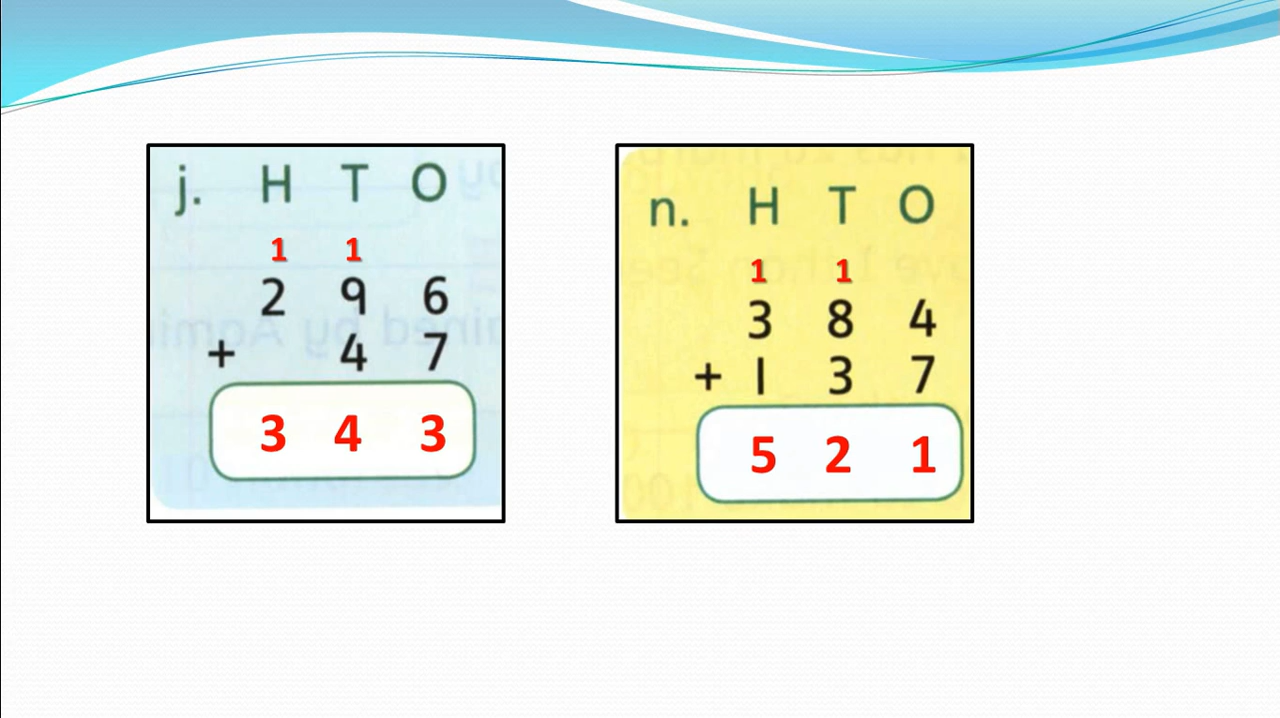 j. H T O
1 1
2 9 6
+ 4 7
3 4 3
n. H T O
1 1
3 8 4
+ 1 3 7
5 2 1